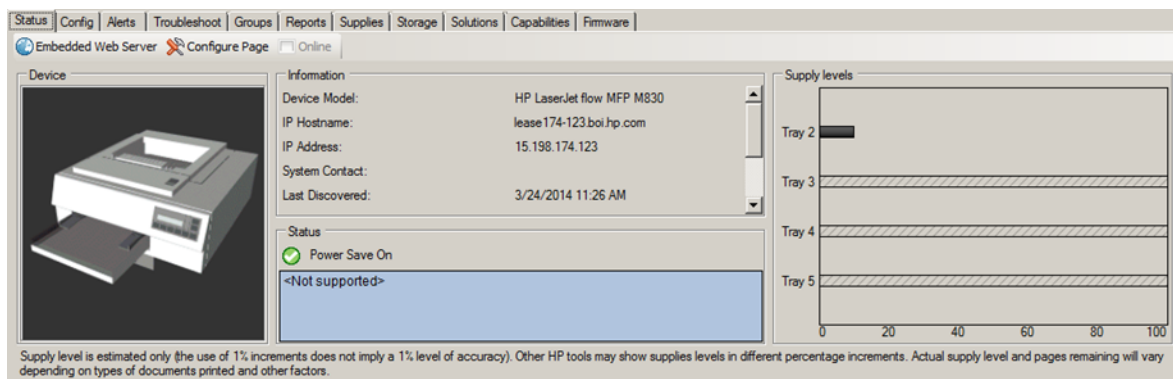 Status Config Alerts Troubleshoot Groups Reports Supplies Storage Solutions Capabilities Firmware
Embedded Web Server Configure Page Online
Device
Information
Device Model: HP LaserJet flow MFP M830
IP Hostname: lease174-123.boi.hp.com
IP Address: 15.198.174.123
System Contact:
Last Discovered: 3/24/2014 11:26 AM
Status
Power Save On
<Not supported>
Supply levels
Tray 2
Tray 3
Tray 4
Tray 5
0 20 40 60 80 100
Supply level is estimated only (the use of 1% increments does not imply a 1% level of accuracy). Other HP tools may show supplies levels in different percentage increments. Actual supply level and pages remaining will vary
depending on types of documents printed and other factors.